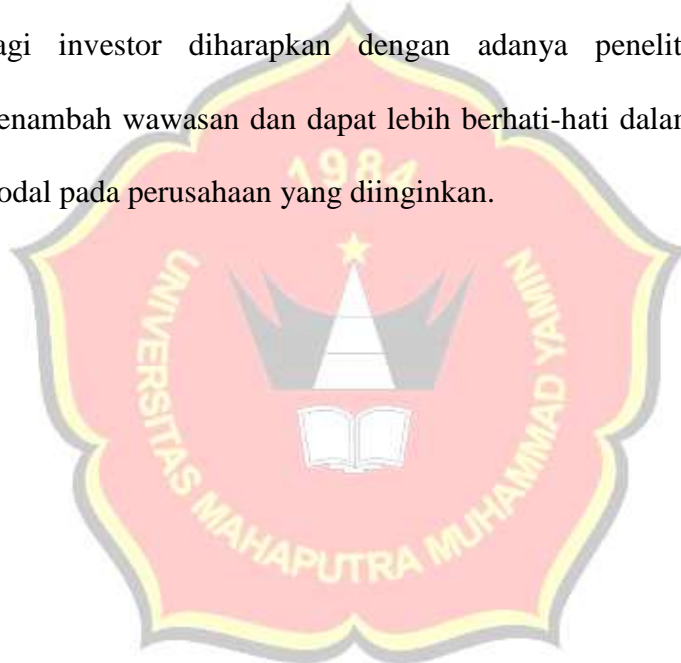 agi investor diharapkan dengan adanya penelit
enambah wawasan dan dapat lebih berhati-hati dalam
odal pada perusahaan yang diinginkan.
1984
UNIVERSITAS MAHAPUTRA MUHAMMAD YAMIN